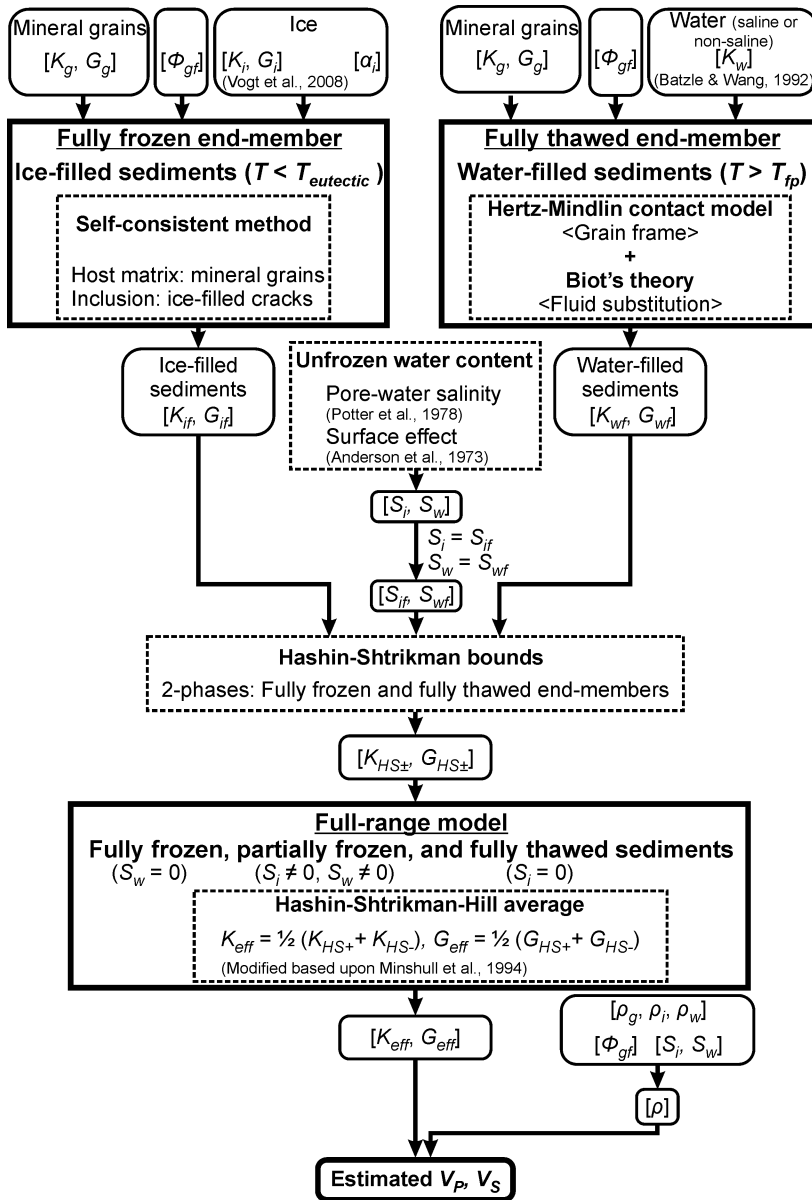 Mineral grains
[K_g, G_g]
[Φ_gf]
Ice
[K_i, G_i] [α_i]
(Vogt et al., 2008)
Mineral grains
[K_g, G_g]
[Φ_gf]
Water (saline or
non-saline)
[K_w]
(Batzle & Wang, 1992)
Fully frozen end-member
Ice-filled sediments (T < T_eutectic )
Self-consistent method
Host matrix: mineral grains
Inclusion: ice-filled cracks
Fully thawed end-member
Water-filled sediments (T > T_fp)
Hertz-Mindlin contact model
<Grain frame>
+
Biot's theory
<Fluid substitution>
Ice-filled
sediments
[K_if, G_if]
Unfrozen water content
Pore-water salinity
(Potter et al., 1978)
Surface effect
(Anderson et al., 1973)
Water-filled
sediments
[K_wf, G_wf]
[S_i, S_w]
S_i = S_if
S_w = S_wf
[S_if, S_wf]
Hashin-Shtrikman bounds
2-phases: Fully frozen and fully thawed end-members
[K_HS±, G_HS±]
Full-range model
Fully frozen, partially frozen, and fully thawed sediments
(S_w = 0) (S_i ≠ 0, S_w ≠ 0) (S_i = 0)
Hashin-Shtrikman-Hill average
K_eff = ½ (K_HS+ + K_HS-), G_eff = ½ (G_HS+ + G_HS-)
(Modified based upon Minshull et al., 1994)
[K_eff, G_eff]
[ρ_g, ρ_i, ρ_w]
[Φ_gf] [S_i, S_w]
[ρ]
Estimated V_P, V_S